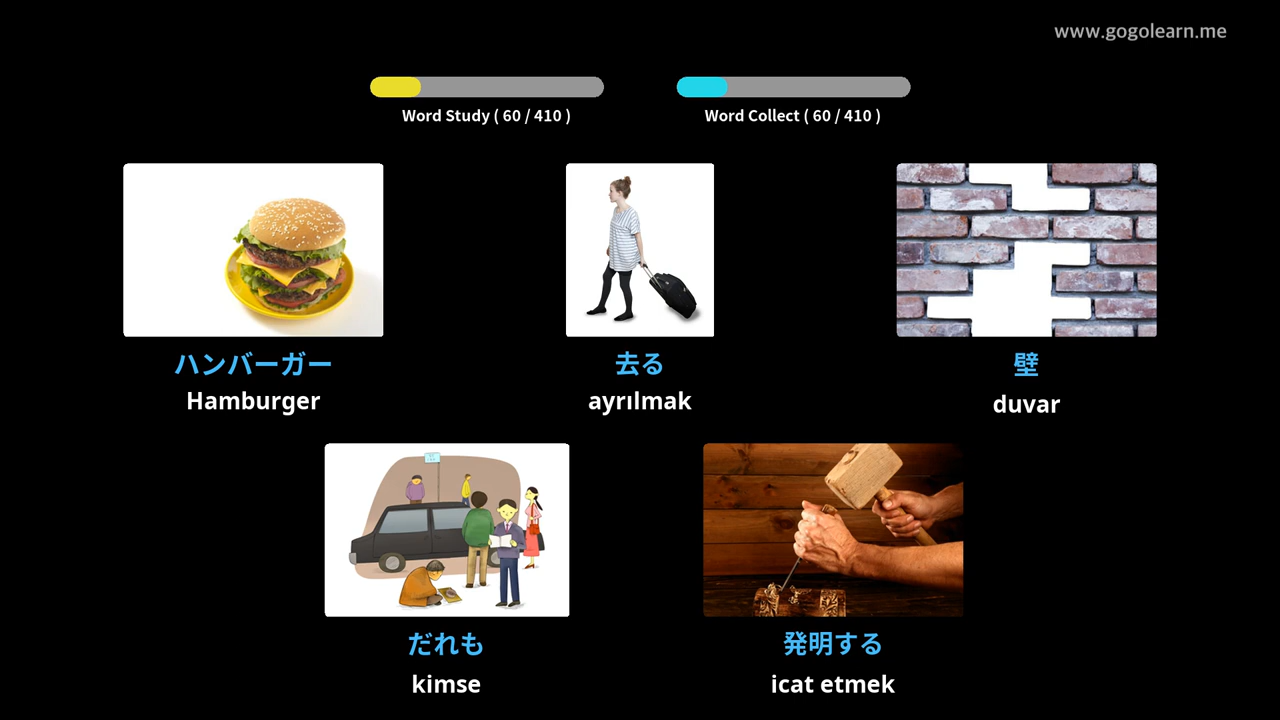 www.gogolearn.me
Word Study ( 60 / 410 )
Word Collect ( 60 / 410 )
ハンバーガー
Hamburger
去る
ayrılmak
壁
duvar
だれも
kimse
発明する
icat etmek